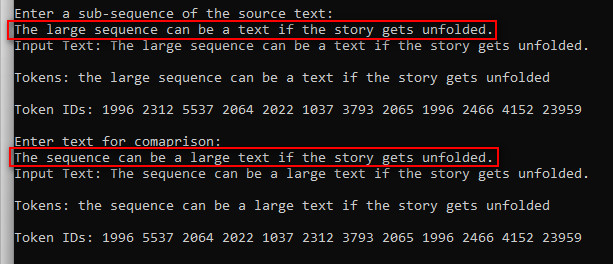 Enter a sub-sequence of the source text:
The large sequence can be a text if the story gets unfolded.
Input Text: The large sequence can be a text if the story gets unfolded.
Tokens: the large sequence can be a text if the story gets unfolded
Token IDs: 1996 2312 5537 2064 2022 1037 3793 2065 1996 2466 4152 23959
Enter text for comaprison:
The sequence can be a large text if the story gets unfolded.
Input Text: The sequence can be a large text if the story gets unfolded.
Tokens: the sequence can be a large text if the story gets unfolded
Token IDs: 1996 5537 2064 2022 1037 2312 3793 2065 1996 2466 4152 23959